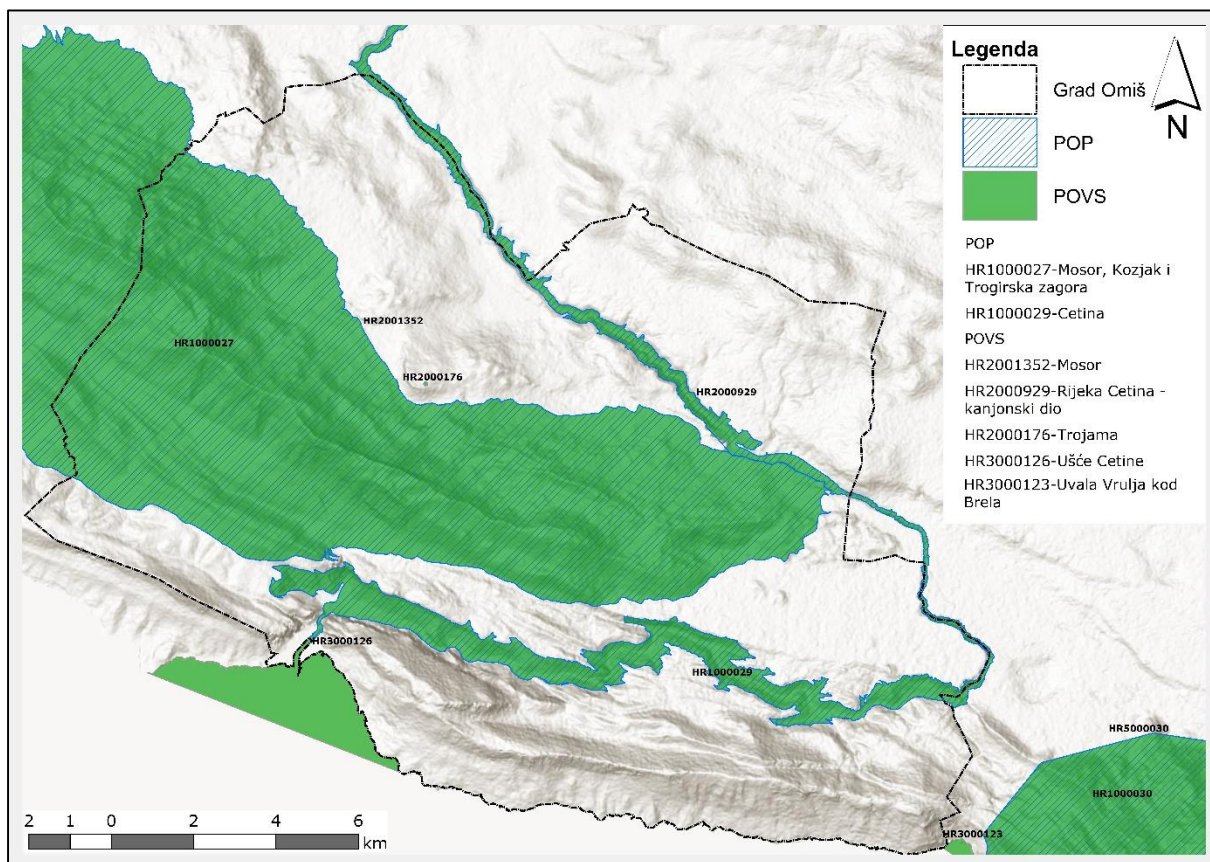 Legenda
Grad Omiš
N
POP
POVS
POP
HR1000027-Mosor, Kozjak i
Trogirska zagora
HR1000029-Cetina
POVS
HR2001352-Mosor
HR2000929-Rijeka Cetina -
kanjonski dio
HR2000176-Trojama
HR3000126-Ušće Cetine
HR3000123-Uvala Vrulja kod
Brela
HR2001352
HR1000027
HR2000176
HR2000929
HR3000126
HR1000029
HR5000030
HR1000030
HR3000123
2 1 0 2 4 6
km